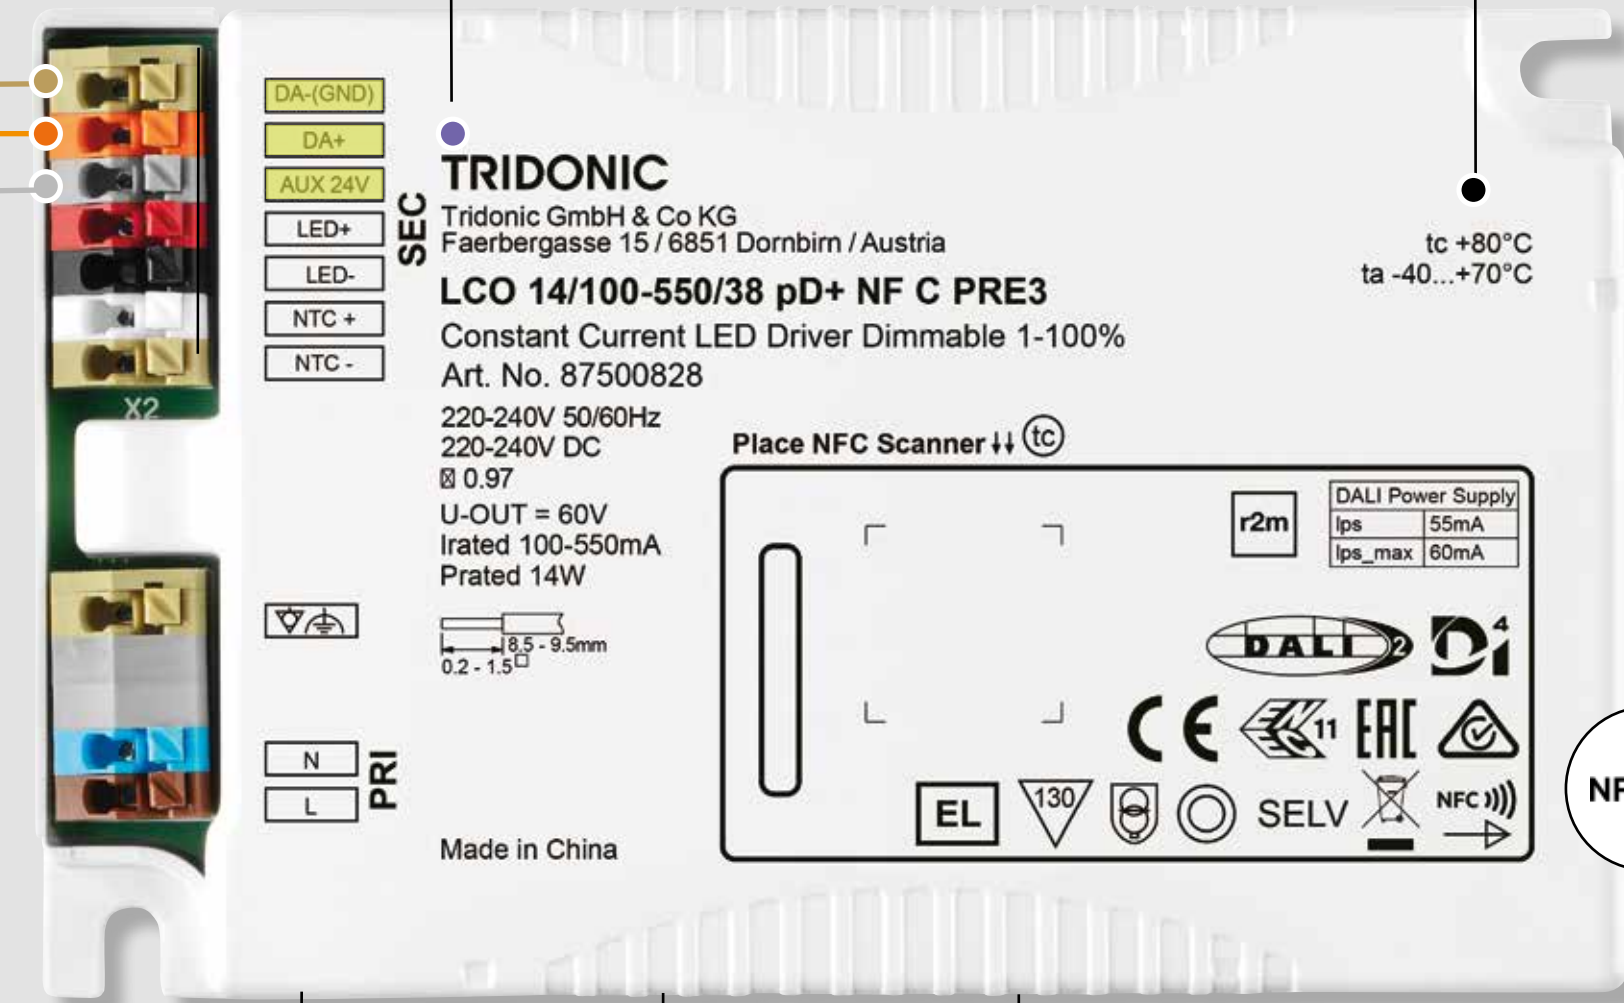 DA-(GND)
DA+
AUX 24V
LED+
LED-
NTC +
NTC -
SEC
X2
N
L
PRI
TRIDONIC
Tridonic GmbH & Co KG
Faerbergasse 15 / 6851 Dornbirn / Austria
LCO 14/100-550/38 pD+ NF C PRE3
Constant Current LED Driver Dimmable 1-100%
Art. No. 87500828
220-240V 50/60Hz
220-240V DC
0.97
U-OUT = 60V
Irated 100-550mA
Prated 14W
8.5 - 9.5mm
0.2 - 1.5□
Made in China
tc +80°C
ta -40...+70°C
Place NFC Scanner↓↓ tc
r2m
DALI Power Supply
Ips 55mA
Ips_max 60mA
DALI 2
Di 4
CE ENEC 11 EAC
EL 130 SELV NFC